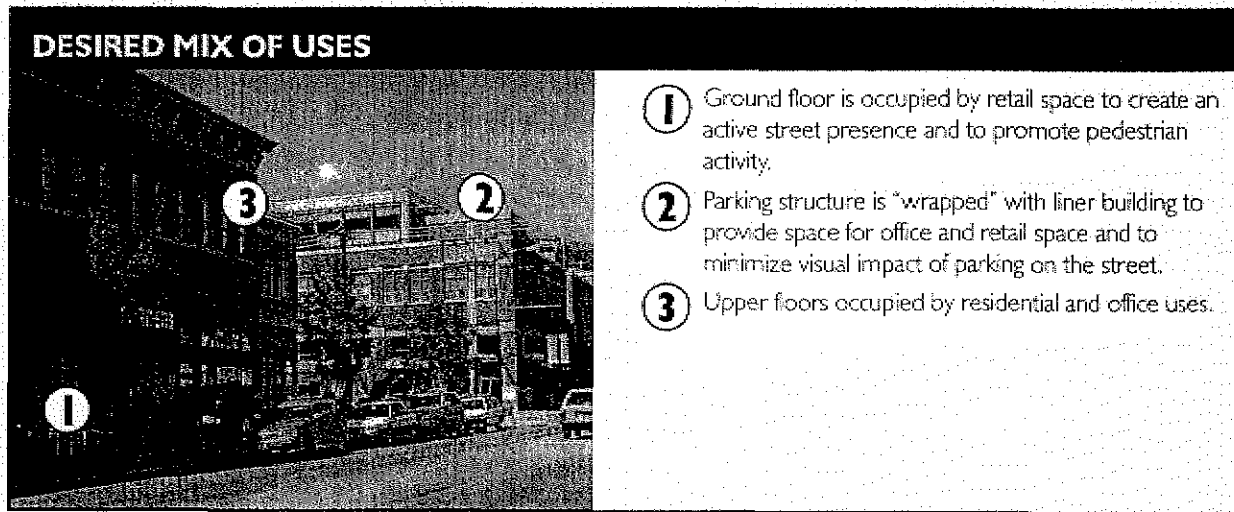 DESIRED MIX OF USES
3
2
1
1 Ground floor is occupied by retail space to create an
active street presence and to promote pedestrian
activity.
2 Parking structure is "wrapped" with liner building to
provide space for office and retail space and to
minimize visual impact of parking on the street.
3 Upper floors occupied by residential and office uses.